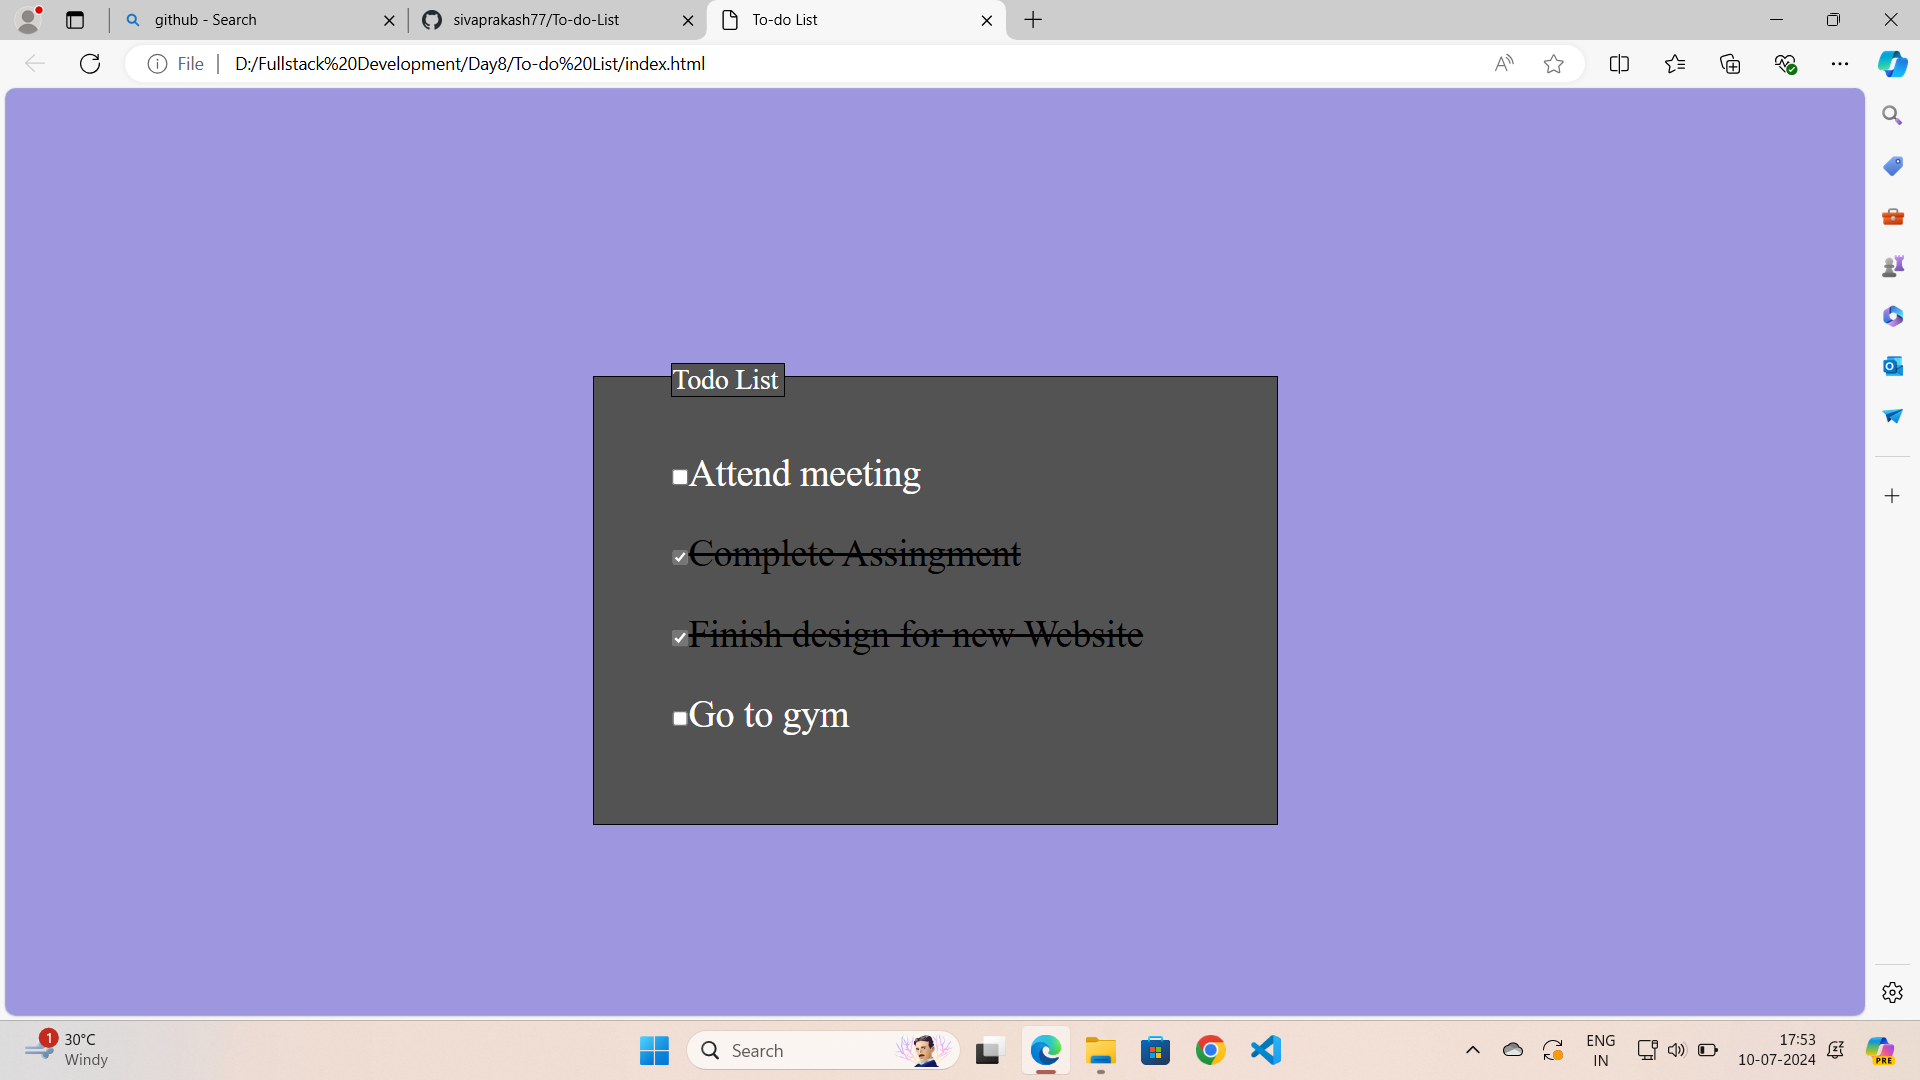 github - Search
sivaprakash77/To-do-List
To-do List
File
D:/Fullstack%20Development/Day8/To-do%20List/index.html
Todo List
Attend meeting
Complete Assingment
Finish design for new Website
Go to gym
1
30°C
Windy
Search
ENG
IN
17:53
10-07-2024
PRE